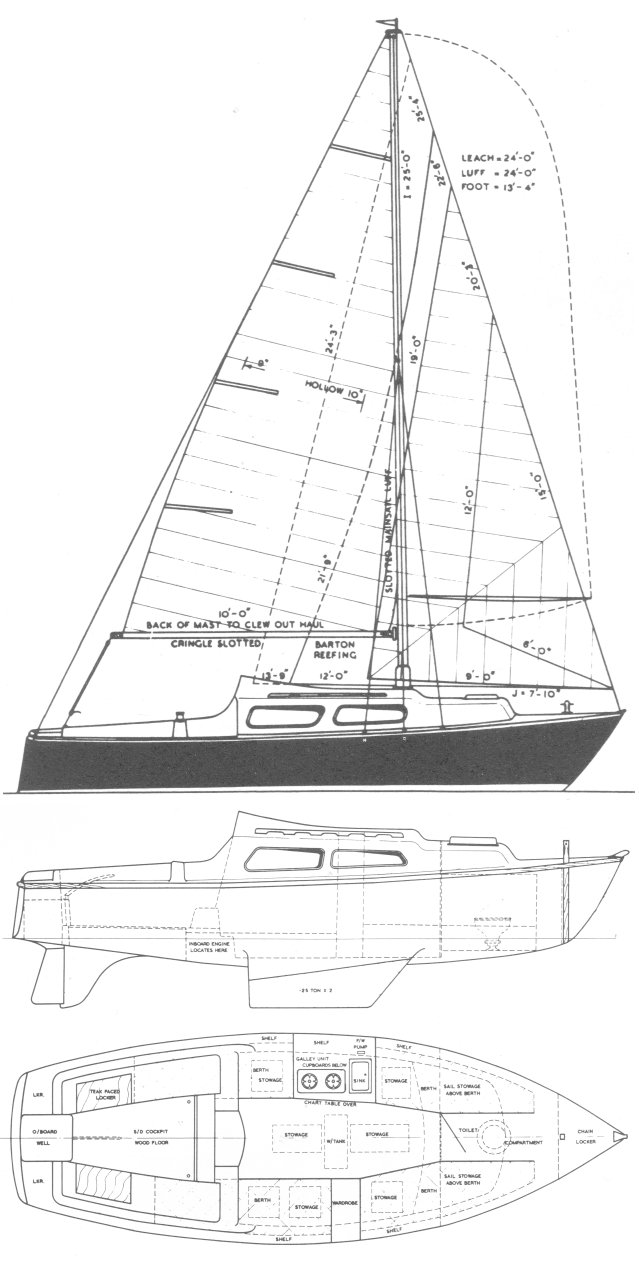 25'-4"
I = 25'-0"
22'-8"
LEACH = 24'-0"
LUFF = 24'-0"
FOOT = 13'-4"
20'-3"
24'-3"
19'-0"
9"
HOLLOW 10"
SLOTTED MAINSAIL LUFF
12'-0"
15'-0"
21'-9"
10'-0"
BACK OF MAST TO CLEW OUT HAUL
CRINGLE SLOTTED
BARTON
REEFING
6'-0"
13'-9"
12'-0"
9'-0"
J = 7'-10"
INBOARD ENGINE
LOCATES HERE
·25 TON ± 2
SHELF
SHELF
F/W
PUMP
SHELF
GALLEY UNIT
CUPBOARDS BELOW
SINK
BERTH
STOWAGE
STOWAGE
BERTH
SAIL STOWAGE
ABOVE BERTH
LKR.
TEAK FACED
LOCKER
CHART TABLE OVER
O/BOARD
WELL
S/D COCKPIT
WOOD FLOOR
STOWAGE
W/TANK
STOWAGE
TOILET
COMPARTMENT
CHAIN
LOCKER
LKR.
BERTH
STOWAGE
WARDROBE
STOWAGE
BERTH
SAIL STOWAGE
ABOVE BERTH
SHELF
SHELF